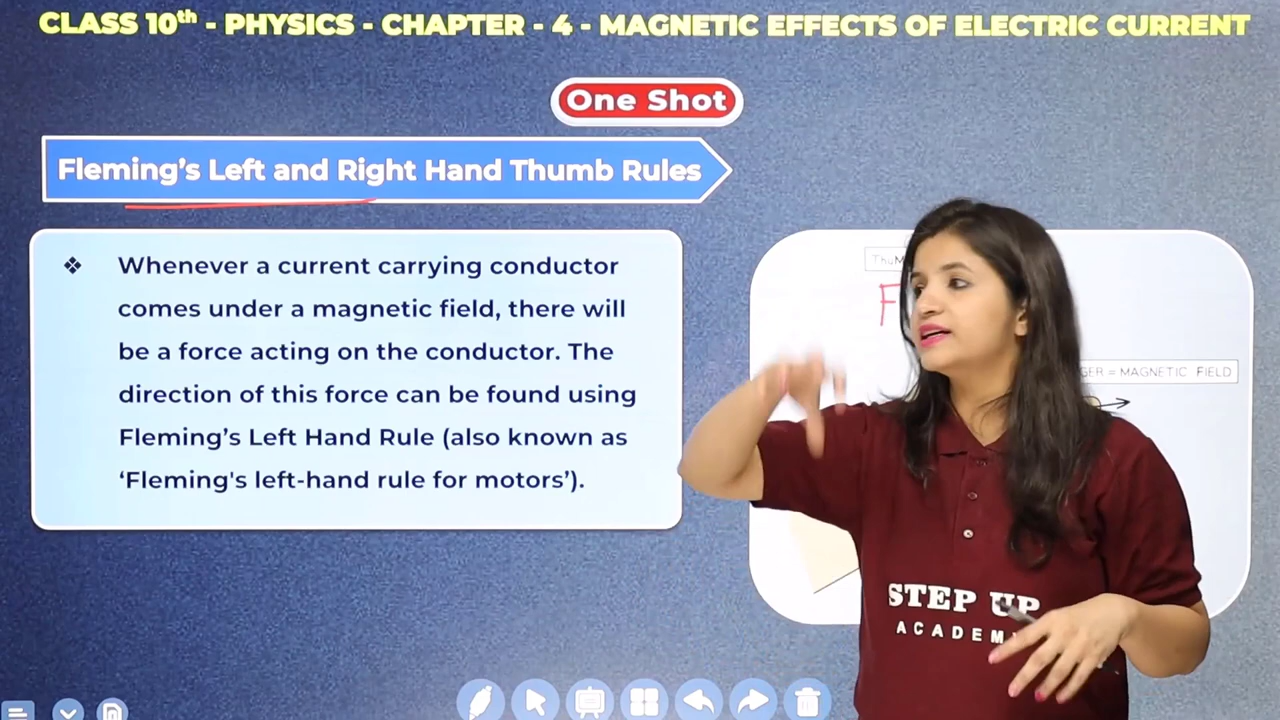 CLASS 10th - PHYSICS - CHAPTER - 4 - MAGNETIC EFFECTS OF ELECTRIC CURRENT
One Shot
Fleming's Left and Right Hand Thumb Rules
❖ Whenever a current carrying conductor
comes under a magnetic field, there will
be a force acting on the conductor. The
direction of this force can be found using
Fleming's Left Hand Rule (also known as
'Fleming's left-hand rule for motors').
ThuM
F
GER = MAGNETIC FIELD
STEP UP
ACADEM